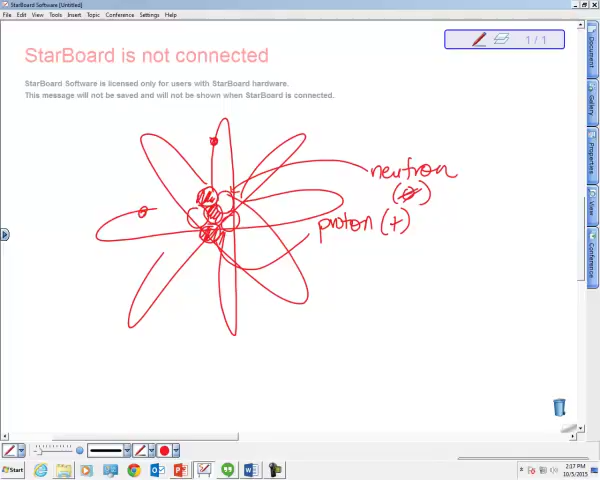 StarBoard Software [Untitled]
File Edit View Tools Insert Topic Conference Settings Help
StarBoard is not connected
StarBoard Software is licensed only for users with StarBoard hardware.
This message will not be saved and will not be shown when StarBoard is connected.
1 / 1
Document
Gallery
Properties
View
Conference
neutron
proton (+)
Start
2:37 PM
10/5/2015